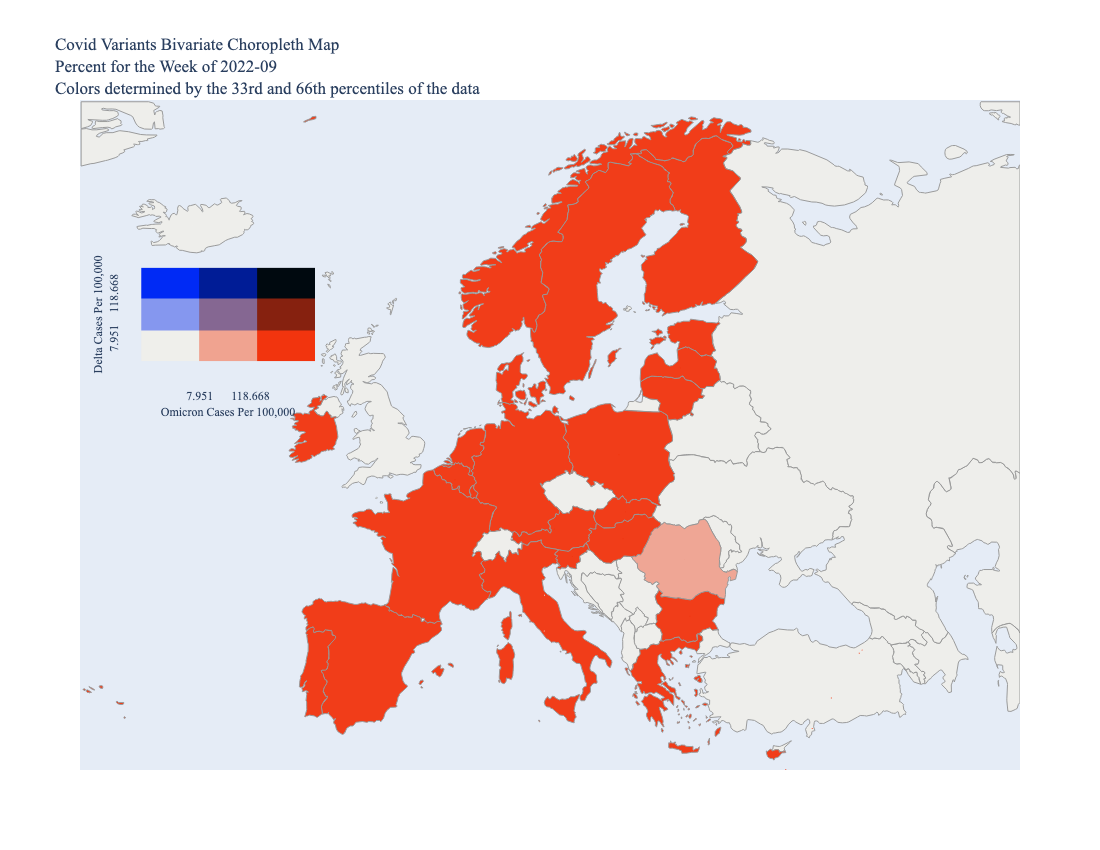 Covid Variants Bivariate Choropleth Map
Percent for the Week of 2022-09
Colors determined by the 33rd and 66th percentiles of the data
Delta Cases Per 100,000
7.951 118.668
7.951 118.668
Omicron Cases Per 100,000